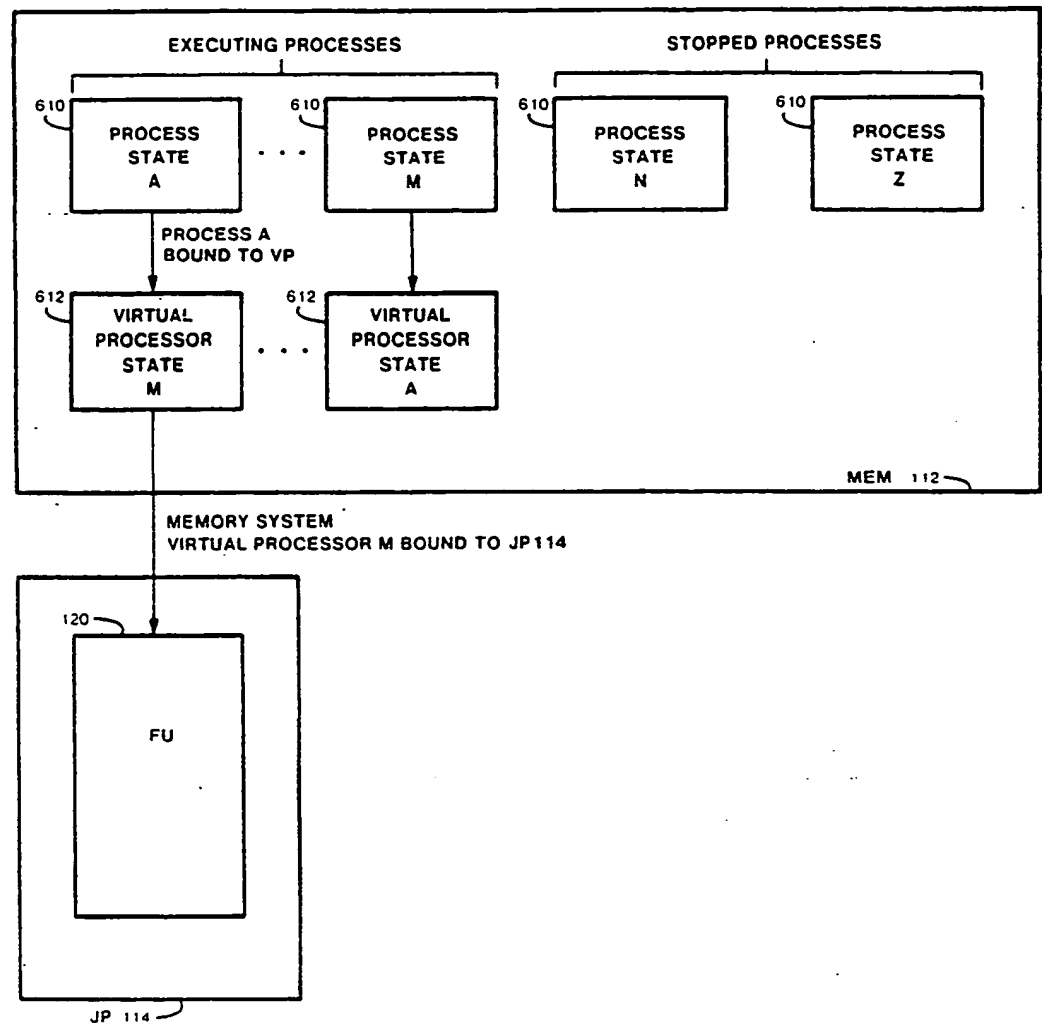 EXECUTING PROCESSES
STOPPED PROCESSES
610
PROCESS
STATE
A
610
PROCESS
STATE
M
610
PROCESS
STATE
N
610
PROCESS
STATE
Z
PROCESS A
BOUND TO VP
612
VIRTUAL
PROCESSOR
STATE
M
612
VIRTUAL
PROCESSOR
STATE
A
MEM 112
MEMORY SYSTEM
VIRTUAL PROCESSOR M BOUND TO JP114
120
FU
JP 114